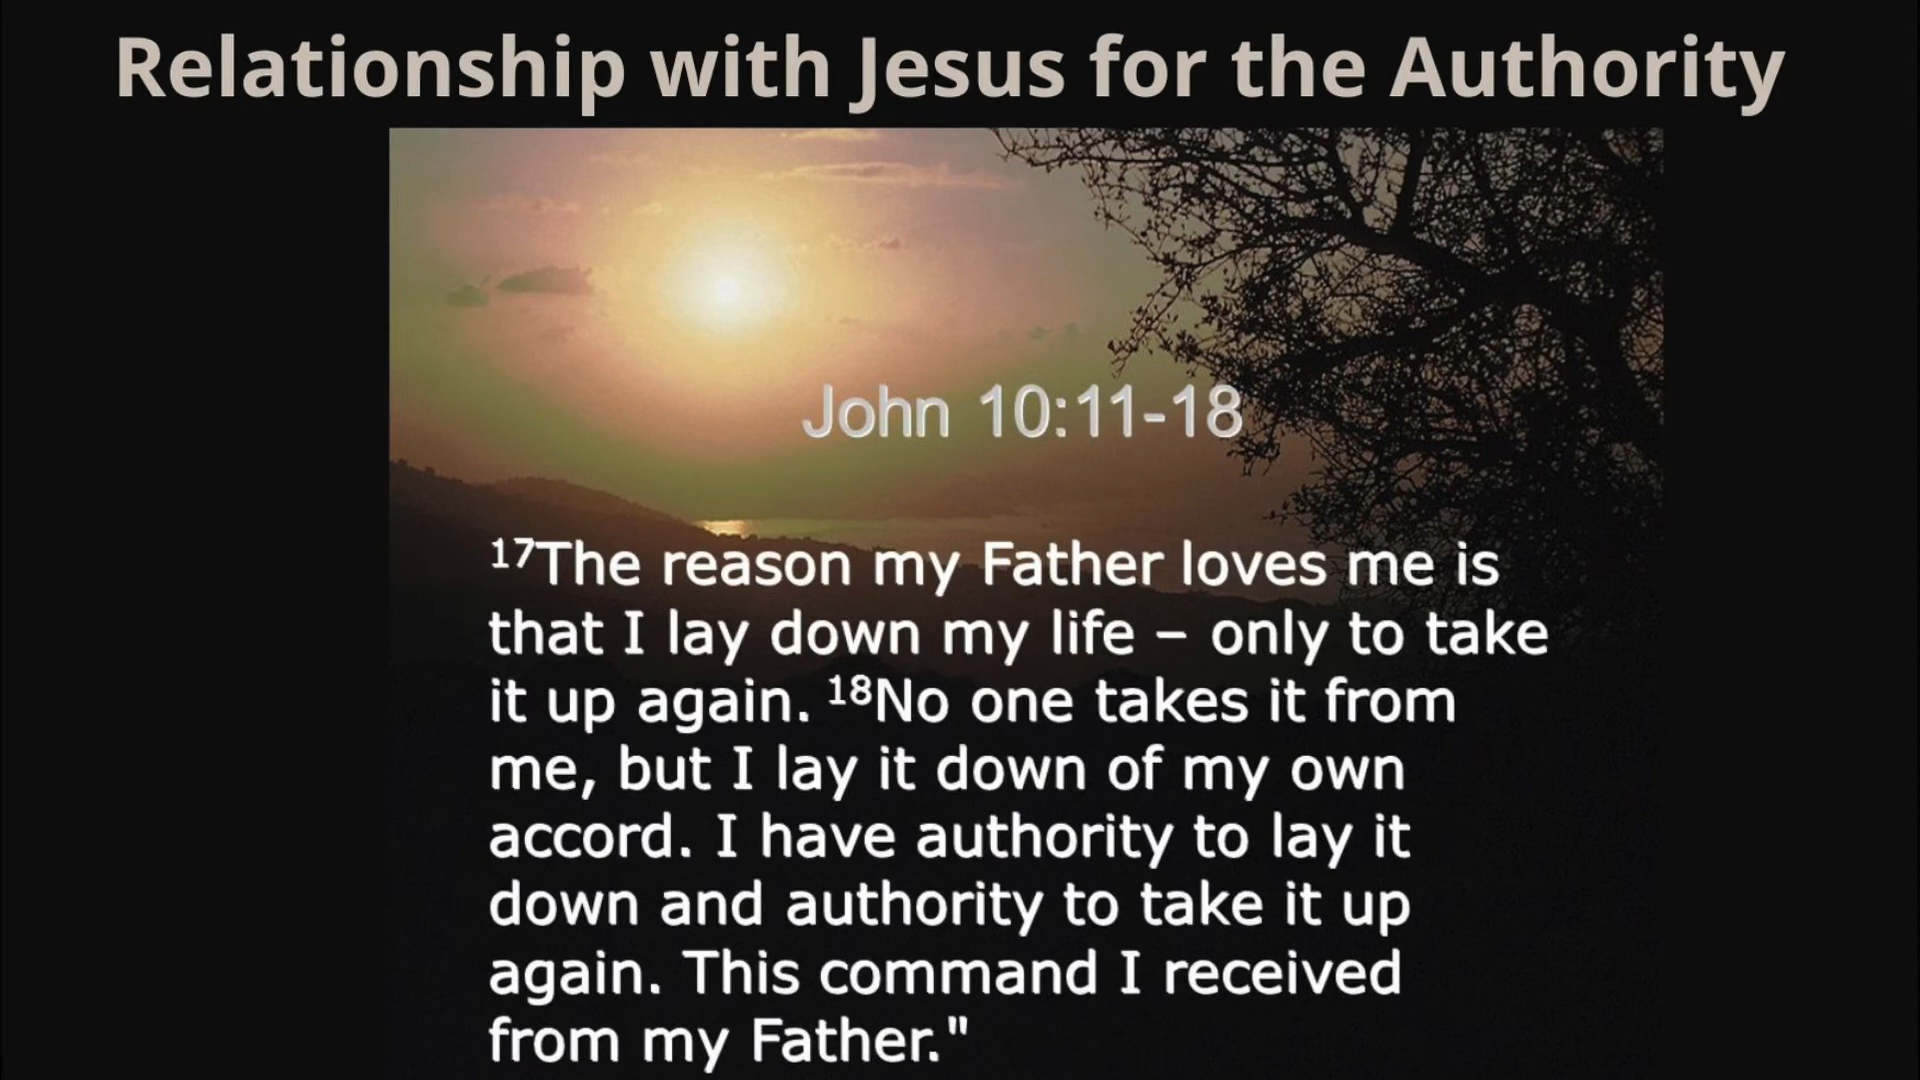 Relationship with Jesus for the Authority
John 10:11-18
¹⁷The reason my Father loves me is
that I lay down my life – only to take
it up again. ¹⁸No one takes it from
me, but I lay it down of my own
accord. I have authority to lay it
down and authority to take it up
again. This command I received
from my Father."